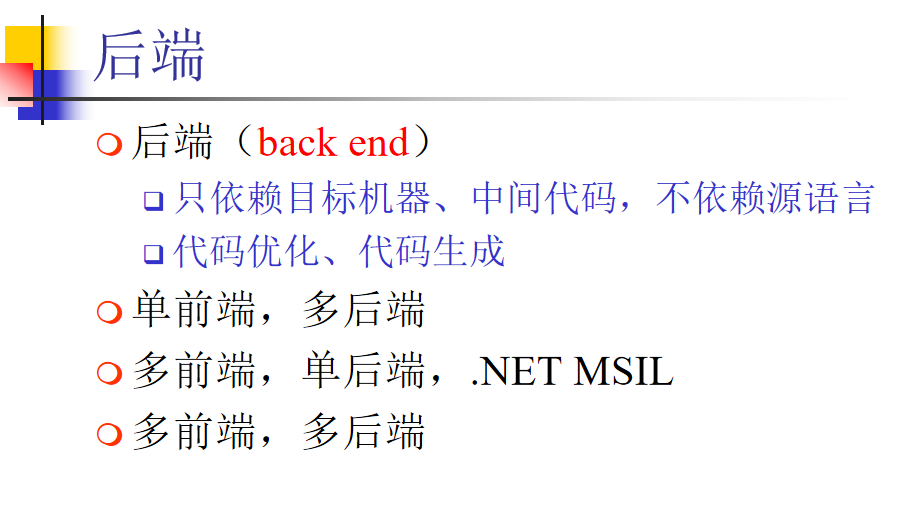 后端
后端（back end）
只依赖目标机器、中间代码，不依赖源语言
代码优化、代码生成
单前端，多后端
多前端，单后端，.NET MSIL
多前端，多后端